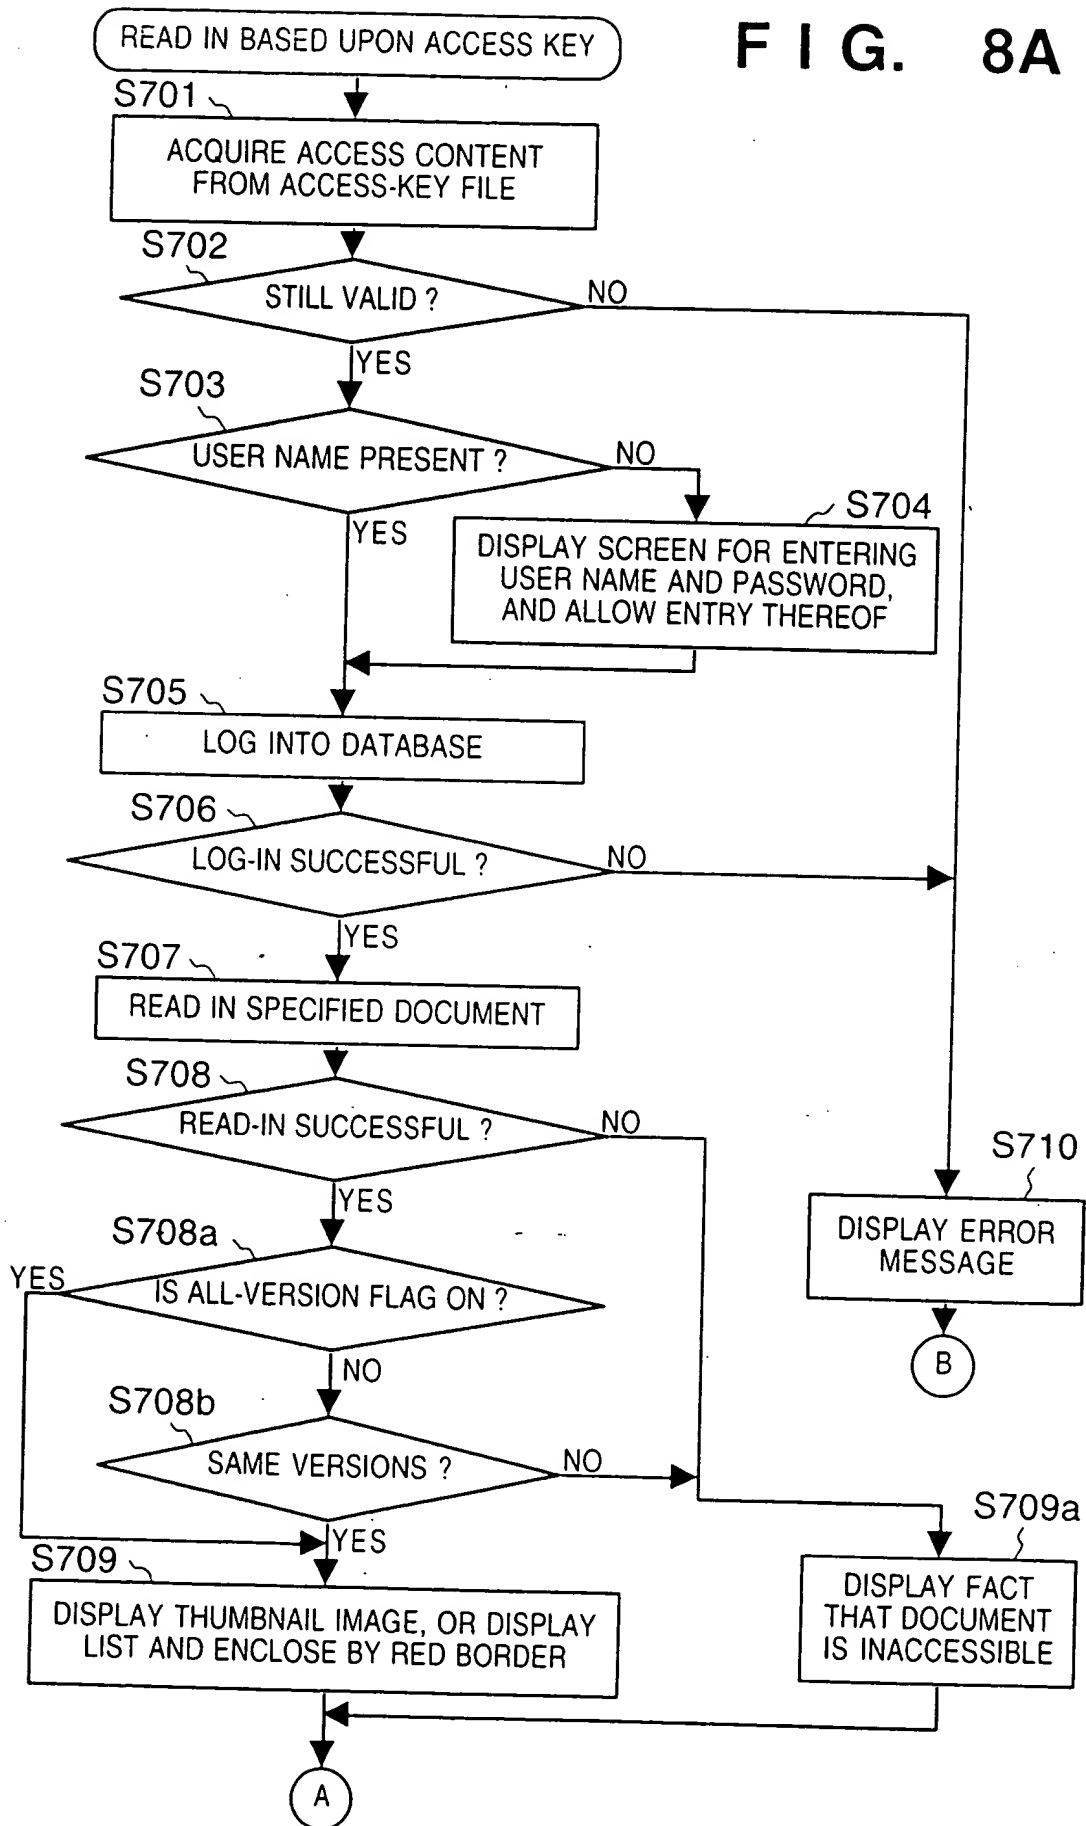 READ IN BASED UPON ACCESS KEY
FIG. 8A
S701
ACQUIRE ACCESS CONTENT
FROM ACCESS-KEY FILE
S702
STILL VALID ?
NO
YES
S703
USER NAME PRESENT ?
NO
YES
S704
DISPLAY SCREEN FOR ENTERING
USER NAME AND PASSWORD,
AND ALLOW ENTRY THEREOF
S705
LOG INTO DATABASE
S706
LOG-IN SUCCESSFUL ?
NO
YES
S707
READ IN SPECIFIED DOCUMENT
S708
READ-IN SUCCESSFUL ?
NO
YES
S710
DISPLAY ERROR
MESSAGE
B
S708a
YES
IS ALL-VERSION FLAG ON ?
NO
S708b
SAME VERSIONS ?
NO
YES
S709
DISPLAY THUMBNAIL IMAGE, OR DISPLAY
LIST AND ENCLOSE BY RED BORDER
S709a
DISPLAY FACT
THAT DOCUMENT
IS INACCESSIBLE
A